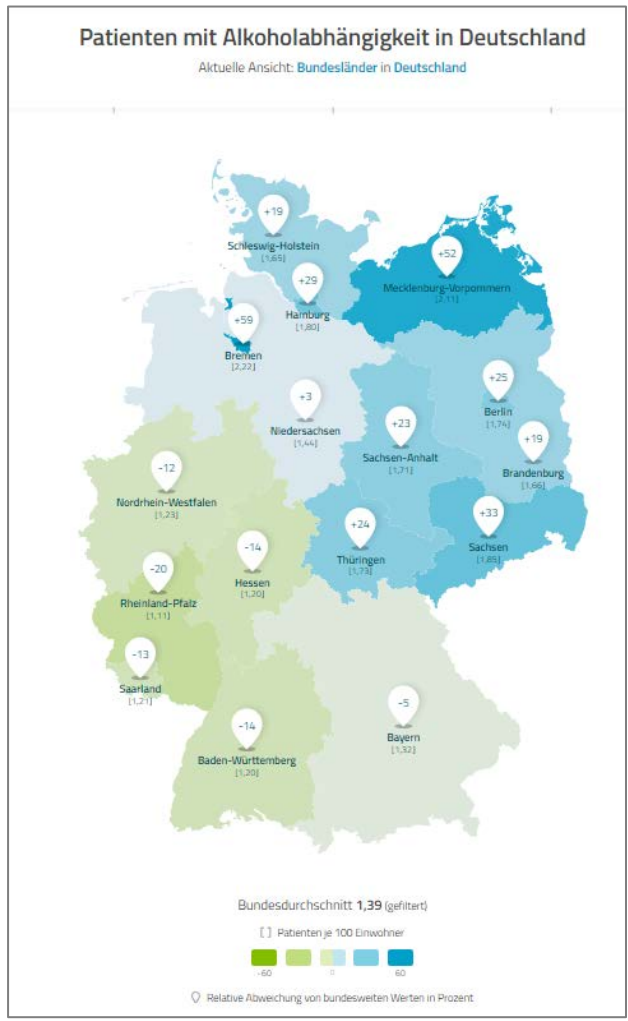 Patienten mit Alkoholabhängigkeit in Deutschland
Aktuelle Ansicht: Bundesländer in Deutschland
+19
Schleswig-Holstein
[1,65]
+52
Mecklenburg-Vorpommern
[2,11]
+29
Hamburg
[1,80]
+59
Bremen
[2,22]
+3
Niedersachsen
[1,44]
+25
Berlin
[1,74]
+23
Sachsen-Anhalt
[1,71]
+19
Brandenburg
[1,66]
-12
Nordrhein-Westfalen
[1,23]
+33
Sachsen
[1,85]
+24
Thüringen
[1,73]
-14
Hessen
[1,20]
-20
Rheinland-Pfalz
[1,11]
-13
Saarland
[1,21]
-5
Bayern
[1,32]
-14
Baden-Württemberg
[1,20]
Bundesdurchschnitt 1,39 (gefiltert)
[ ] Patienten je 100 Einwohner
-60 0 60
Relative Abweichung von bundesweiten Werten in Prozent